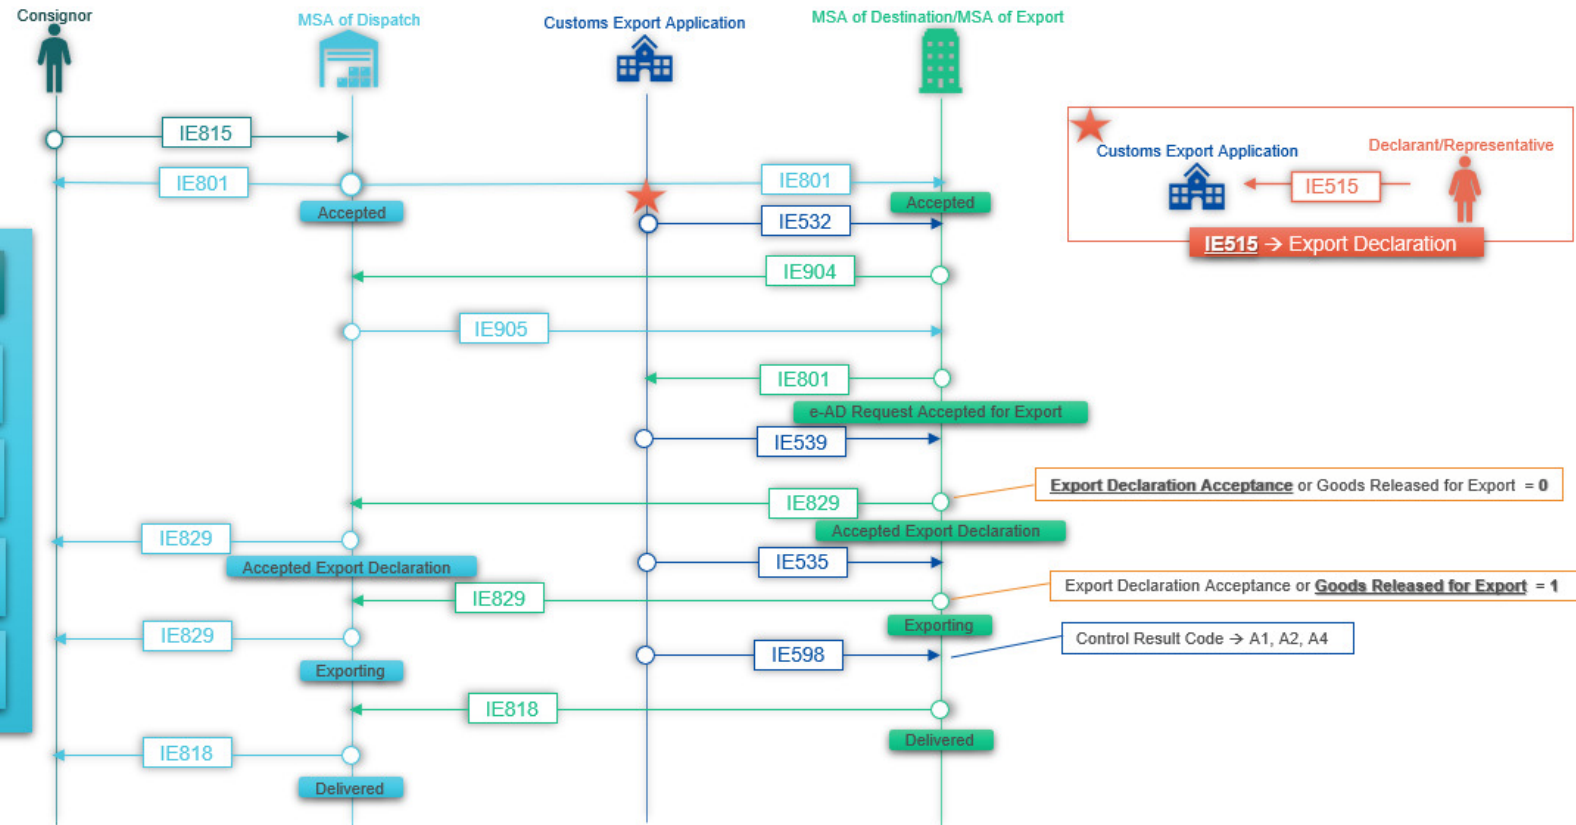 Consignor
MSA of Dispatch
Customs Export Application
MSA of Destination/MSA of Export
IE815
IE801
IE801
Accepted
Accepted
IE532
Customs Export Application
Declarant/Representative
IE515
IE515 → Export Declaration
IE904
IE905
IE801
e-AD Request Accepted for Export
IE539
Export Declaration Acceptance or Goods Released for Export = 0
IE829
Accepted Export Declaration
IE829
Accepted Export Declaration
IE535
Export Declaration Acceptance or Goods Released for Export = 1
IE829
Exporting
IE829
Exporting
IE598
Control Result Code → A1, A2, A4
IE818
Delivered
IE818
Delivered